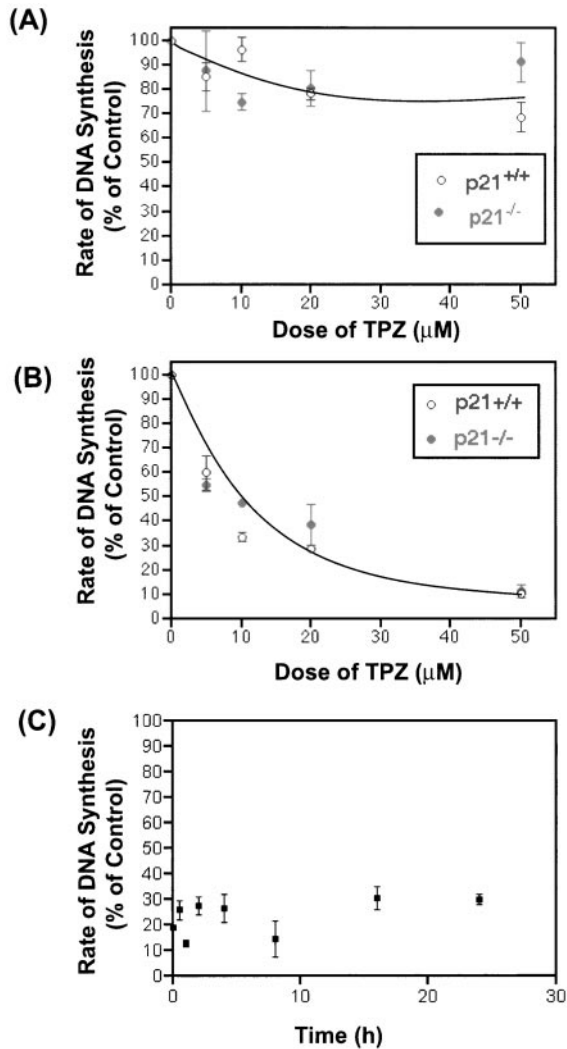 (A)
Rate of DNA Synthesis
(% of Control)
100
90
80
70
60
50
40
30
20
10
0
p21+/+
p21-/-
0 10 20 30 40 50
Dose of TPZ (μM)
(B)
Rate of DNA Synthesis
(% of Control)
100
90
80
70
60
50
40
30
20
10
0
p21+/+
p21-/-
0 10 20 30 40 50
Dose of TPZ (μM)
(C)
Rate of DNA Synthesis
(% of Control)
100
90
80
70
60
50
40
30
20
10
0
0 10 20 30
Time (h)